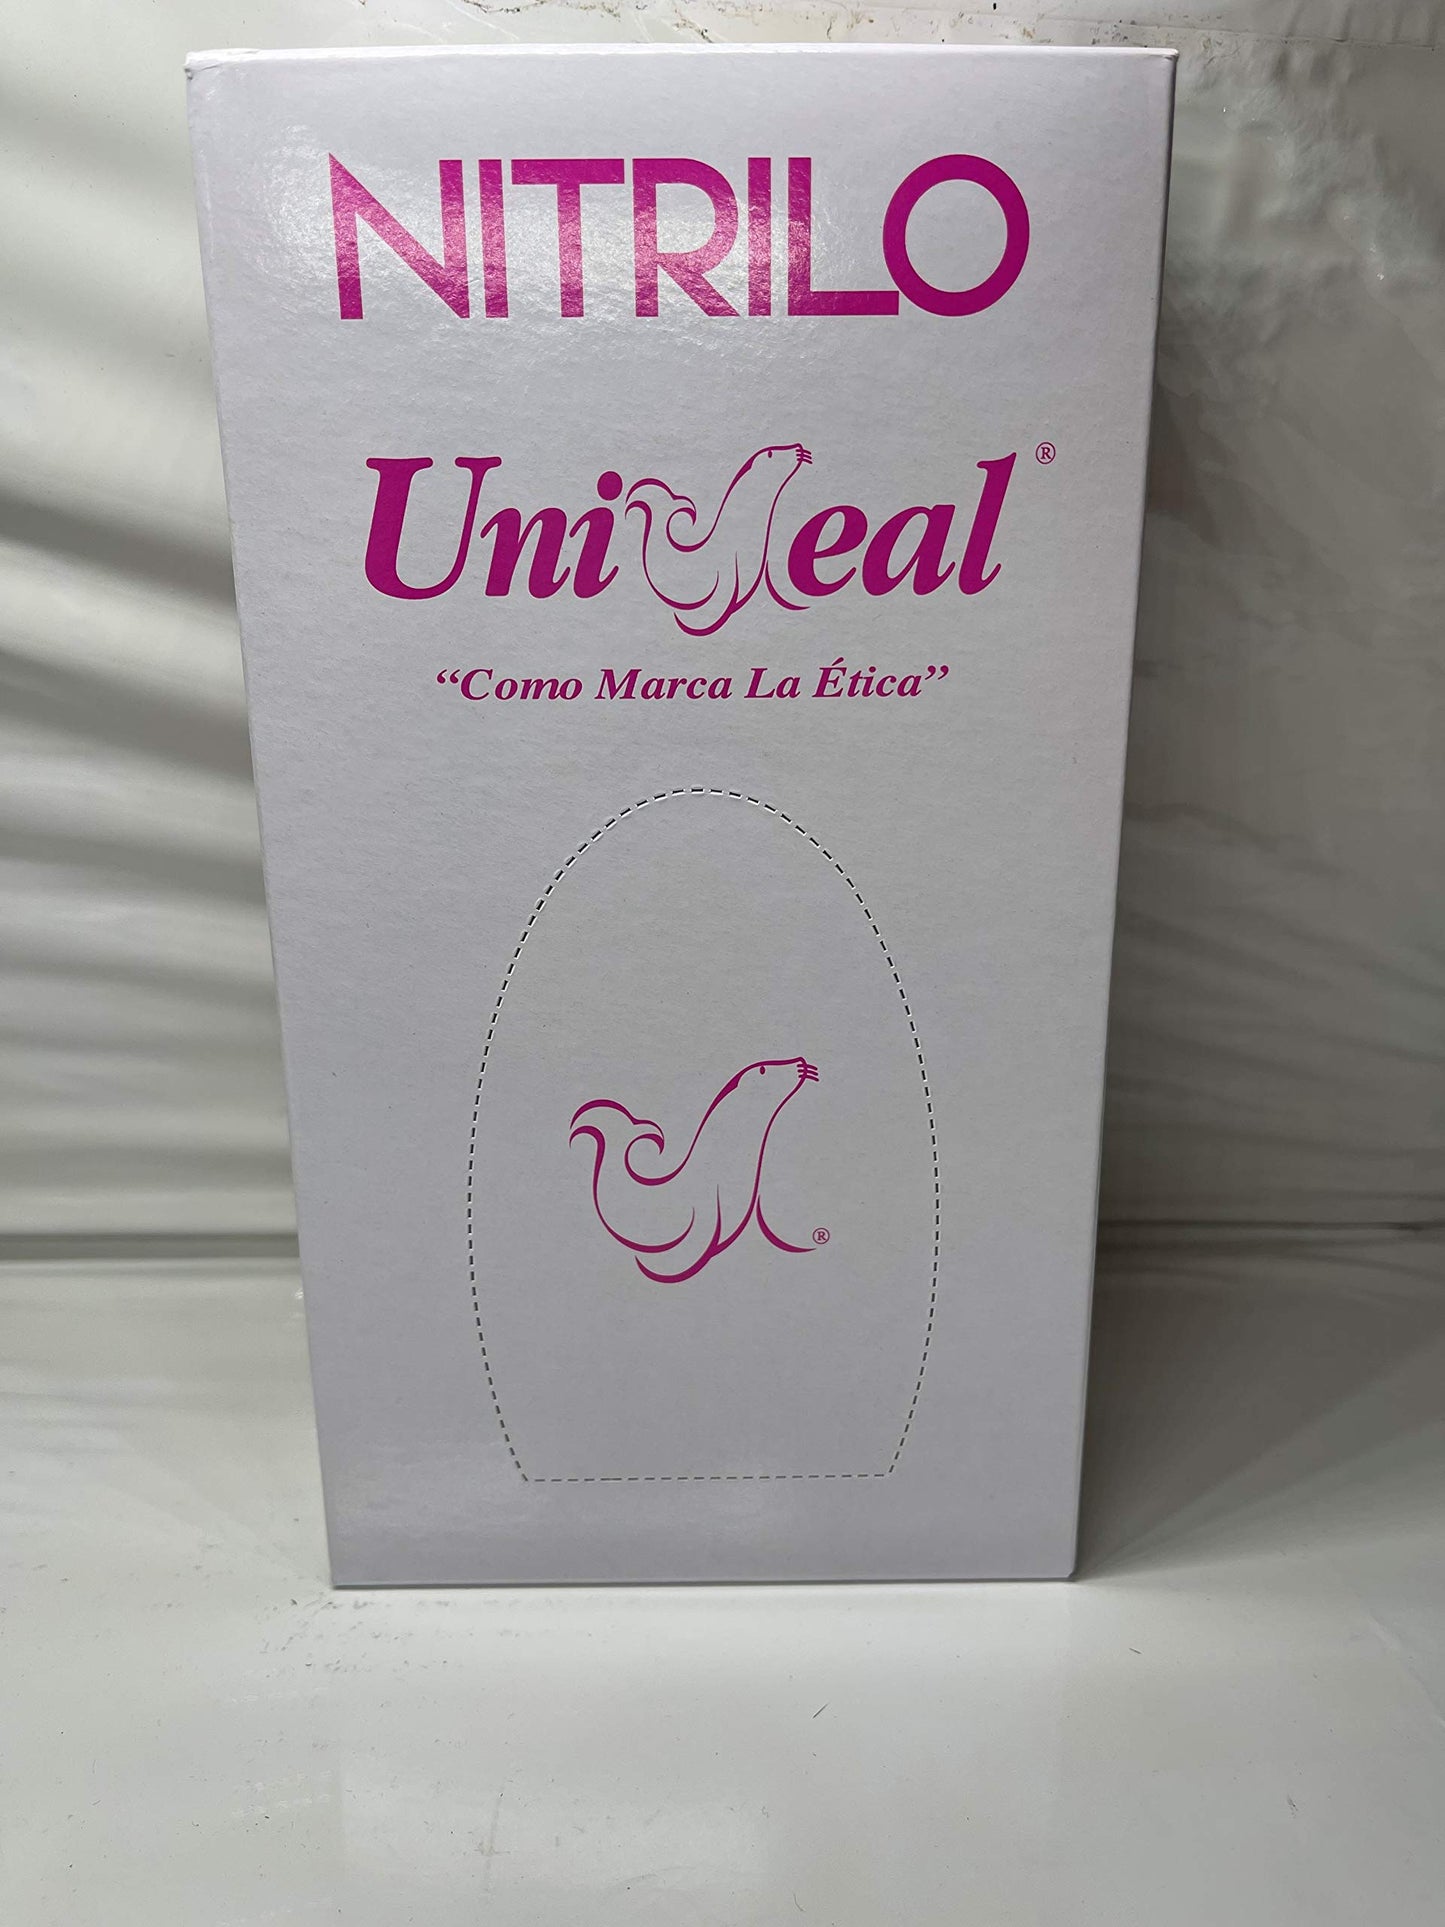 NITRILO
UniSeal®
“Como Marca La Ética”
®